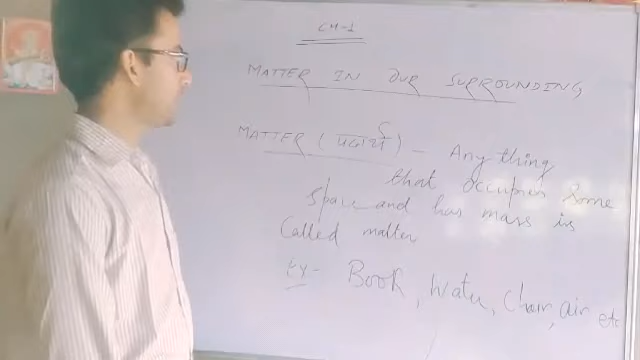 CH-1
MATTER IN OUR SURROUNDING
MATTER (पदार्थ) - Any thing
that occupies some
space and has mass is
Called matter
Ex- Book, Water, Chair, air etc